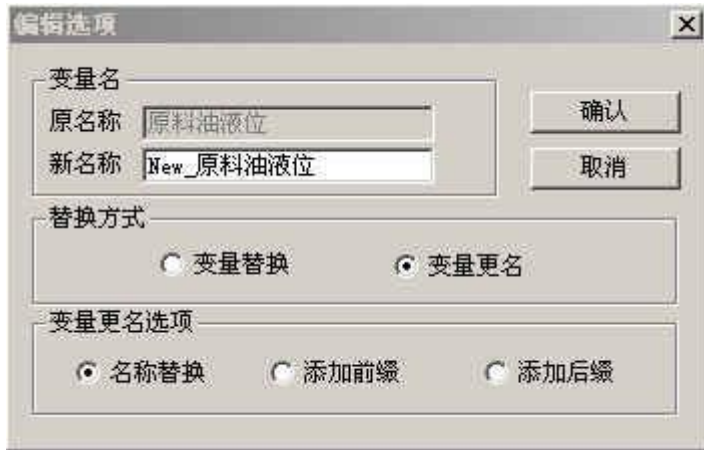 编辑选项
变量名
原名称 原料油液位
确认
新名称 New_原料油液位
取消
替换方式
变量替换 变量更名
变量更名选项
名称替换 添加前缀 添加后缀